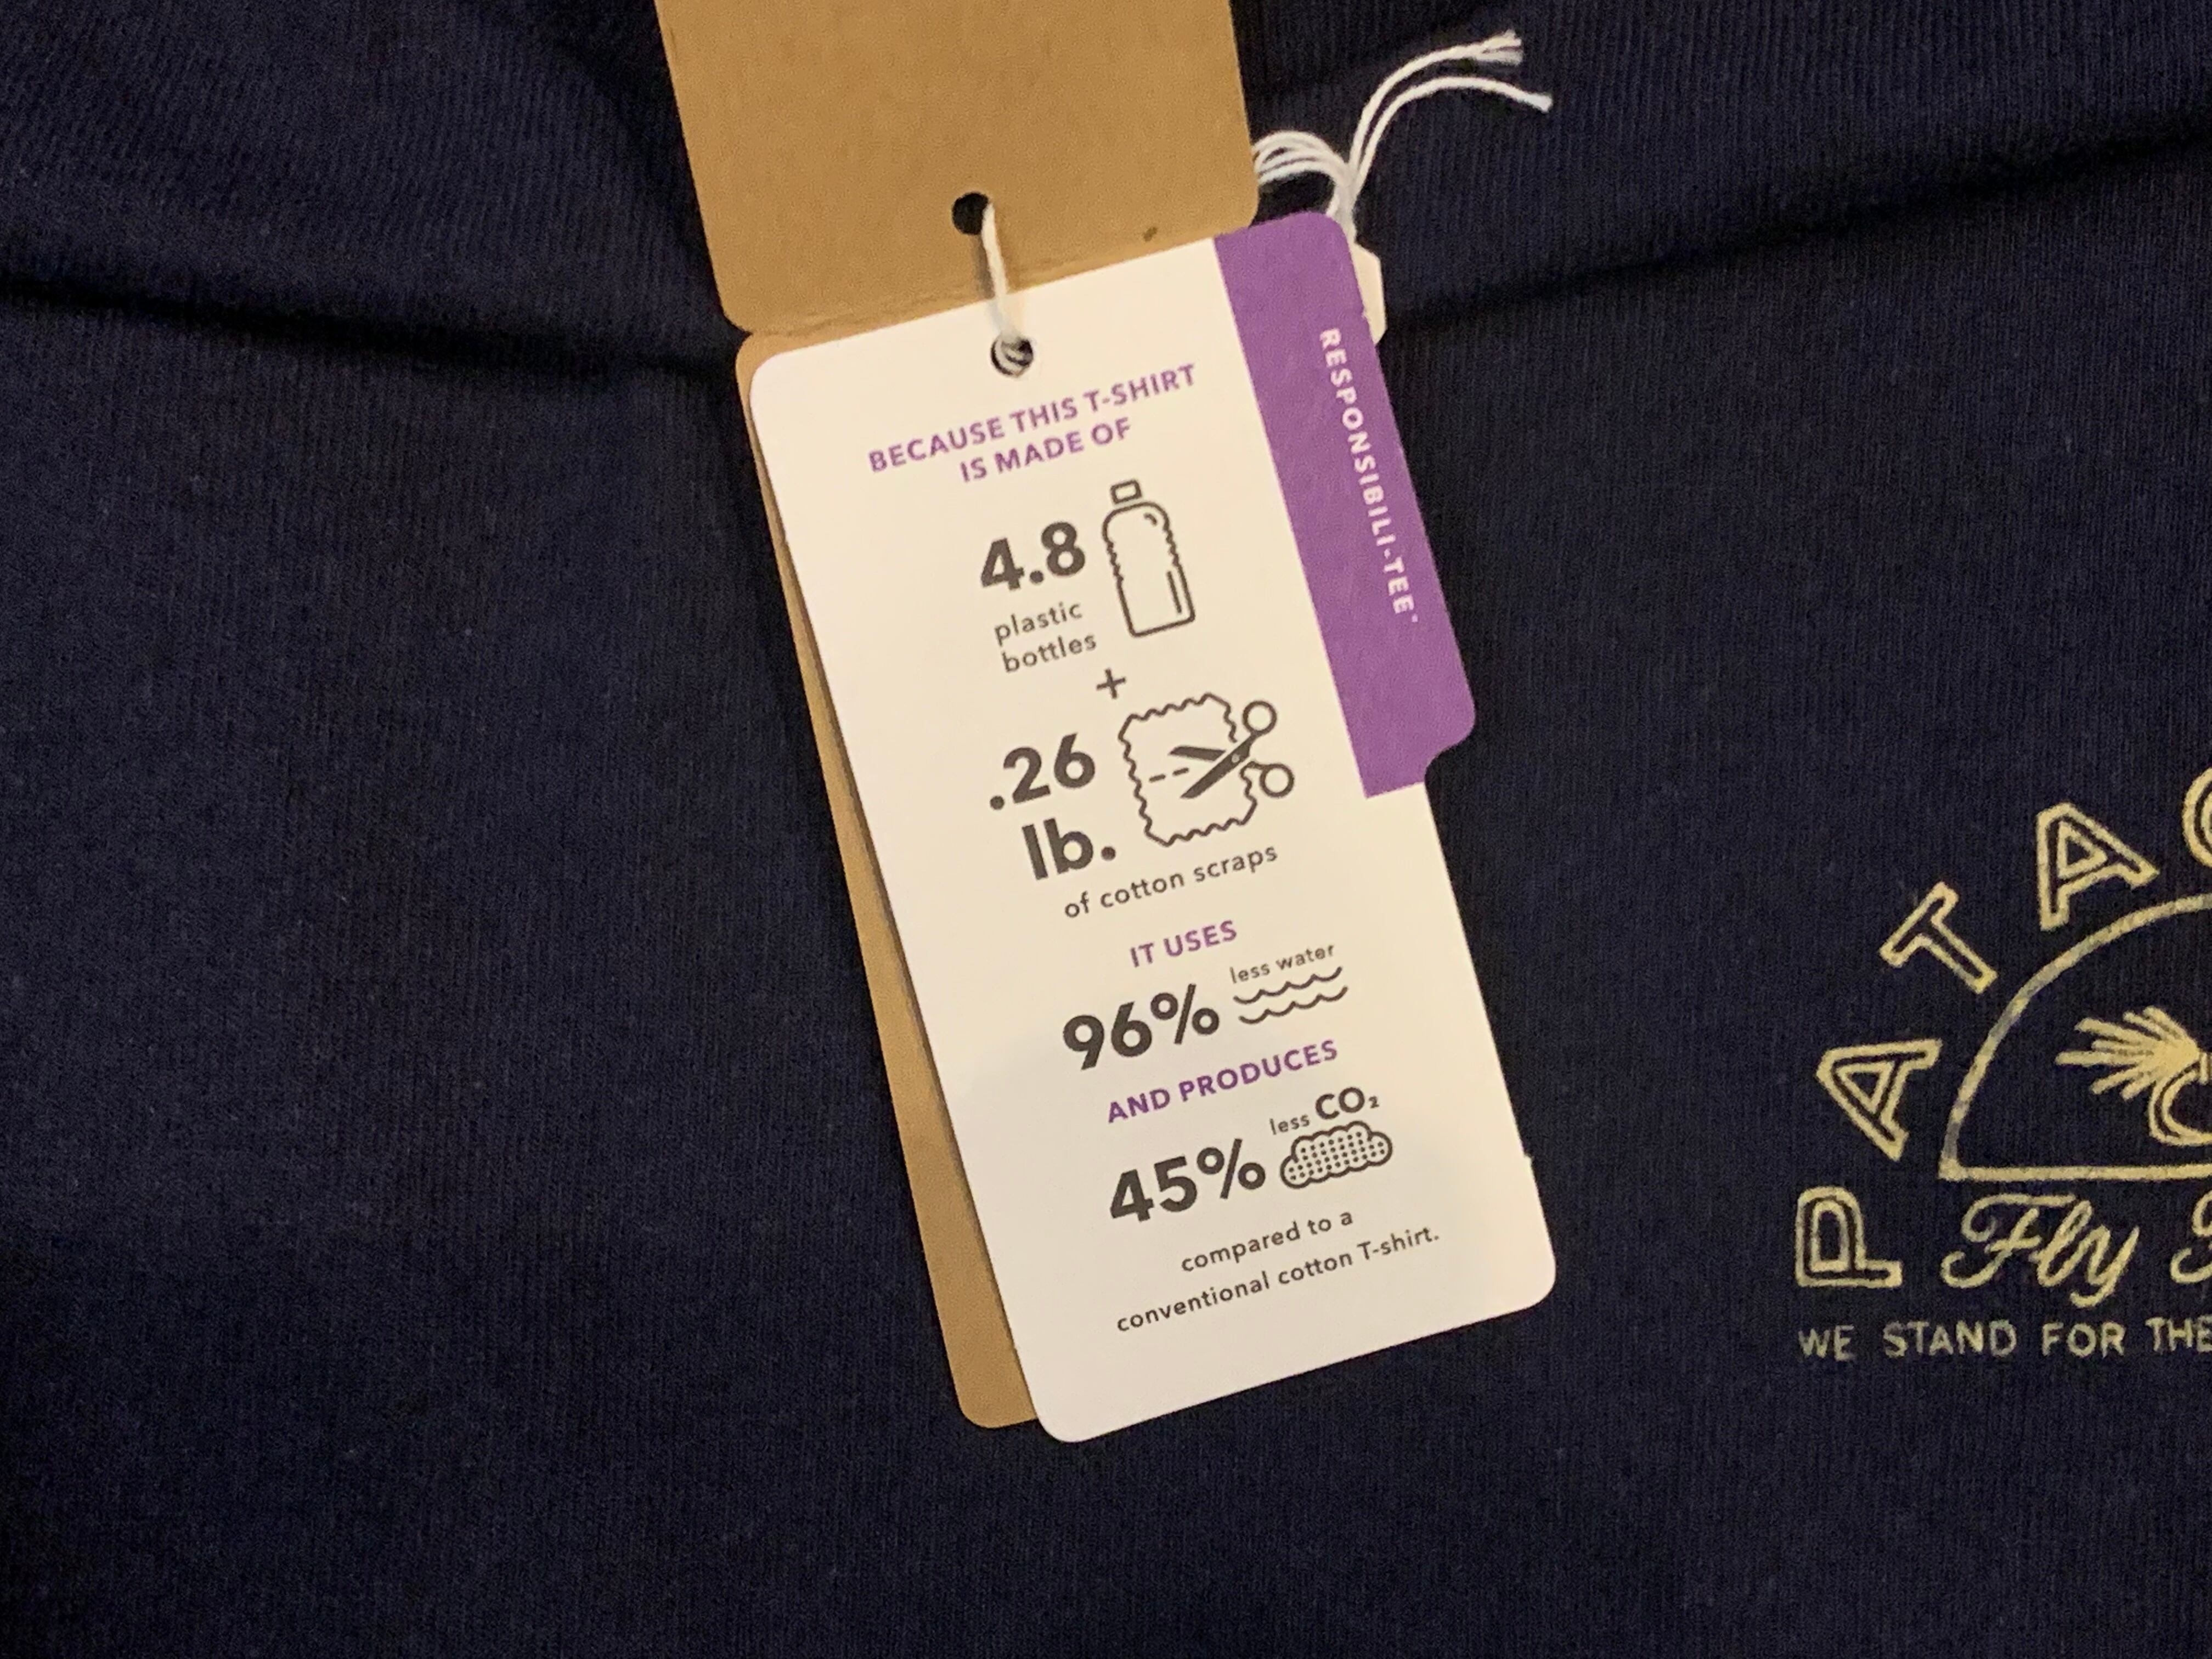 RESPONSIBILI-TEE®
BECAUSE THIS T-SHIRT
IS MADE OF
4.8
plastic
bottles
+
.26
lb.
of cotton scraps
IT USES
96% less water
AND PRODUCES
45% less CO₂
compared to a
conventional cotton T-shirt.
PATAG
Fly
WE STAND FOR THE